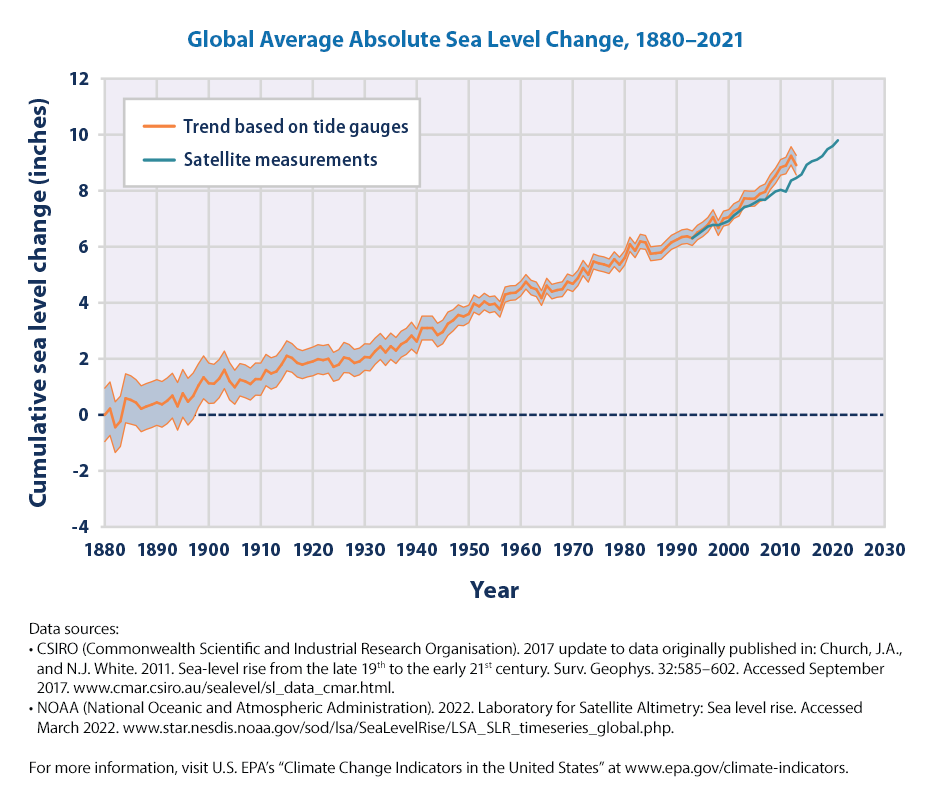 Global Average Absolute Sea Level Change, 1880–2021
Cumulative sea level change (inches)
12
10
8
6
4
2
0
-2
-4
Trend based on tide gauges
Satellite measurements
1880 1890 1900 1910 1920 1930 1940 1950 1960 1970 1980 1990 2000 2010 2020 2030
Year
Data sources:
• CSIRO (Commonwealth Scientific and Industrial Research Organisation). 2017 update to data originally published in: Church, J.A.,
and N.J. White. 2011. Sea-level rise from the late 19th to the early 21st century. Surv. Geophys. 32:585–602. Accessed September
2017. www.cmar.csiro.au/sealevel/sl_data_cmar.html.
• NOAA (National Oceanic and Atmospheric Administration). 2022. Laboratory for Satellite Altimetry: Sea level rise. Accessed
March 2022. www.star.nesdis.noaa.gov/sod/lsa/SeaLevelRise/LSA_SLR_timeseries_global.php.
For more information, visit U.S. EPA's “Climate Change Indicators in the United States” at www.epa.gov/climate-indicators.